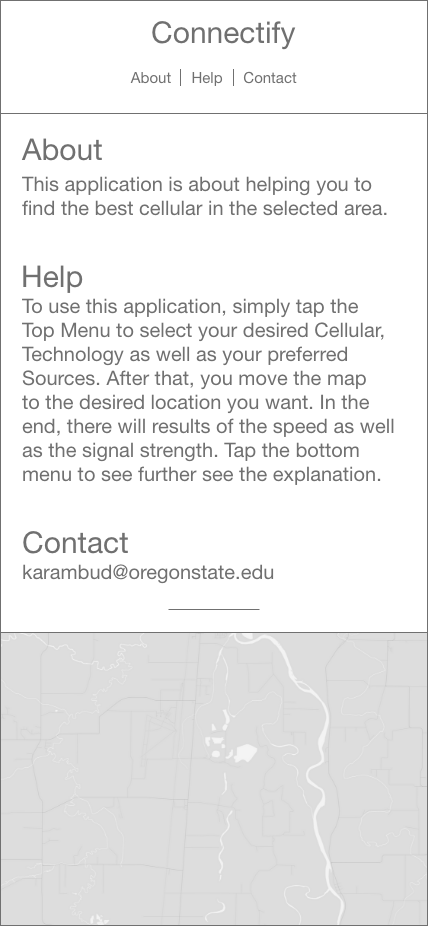 Connectify
About | Help | Contact
About
This application is about helping you to
find the best cellular in the selected area.
Help
To use this application, simply tap the
Top Menu to select your desired Cellular,
Technology as well as your preferred
Sources. After that, you move the map
to the desired location you want. In the
end, there will results of the speed as well
as the signal strength. Tap the bottom
menu to see further see the explanation.
Contact
karambud@oregonstate.edu